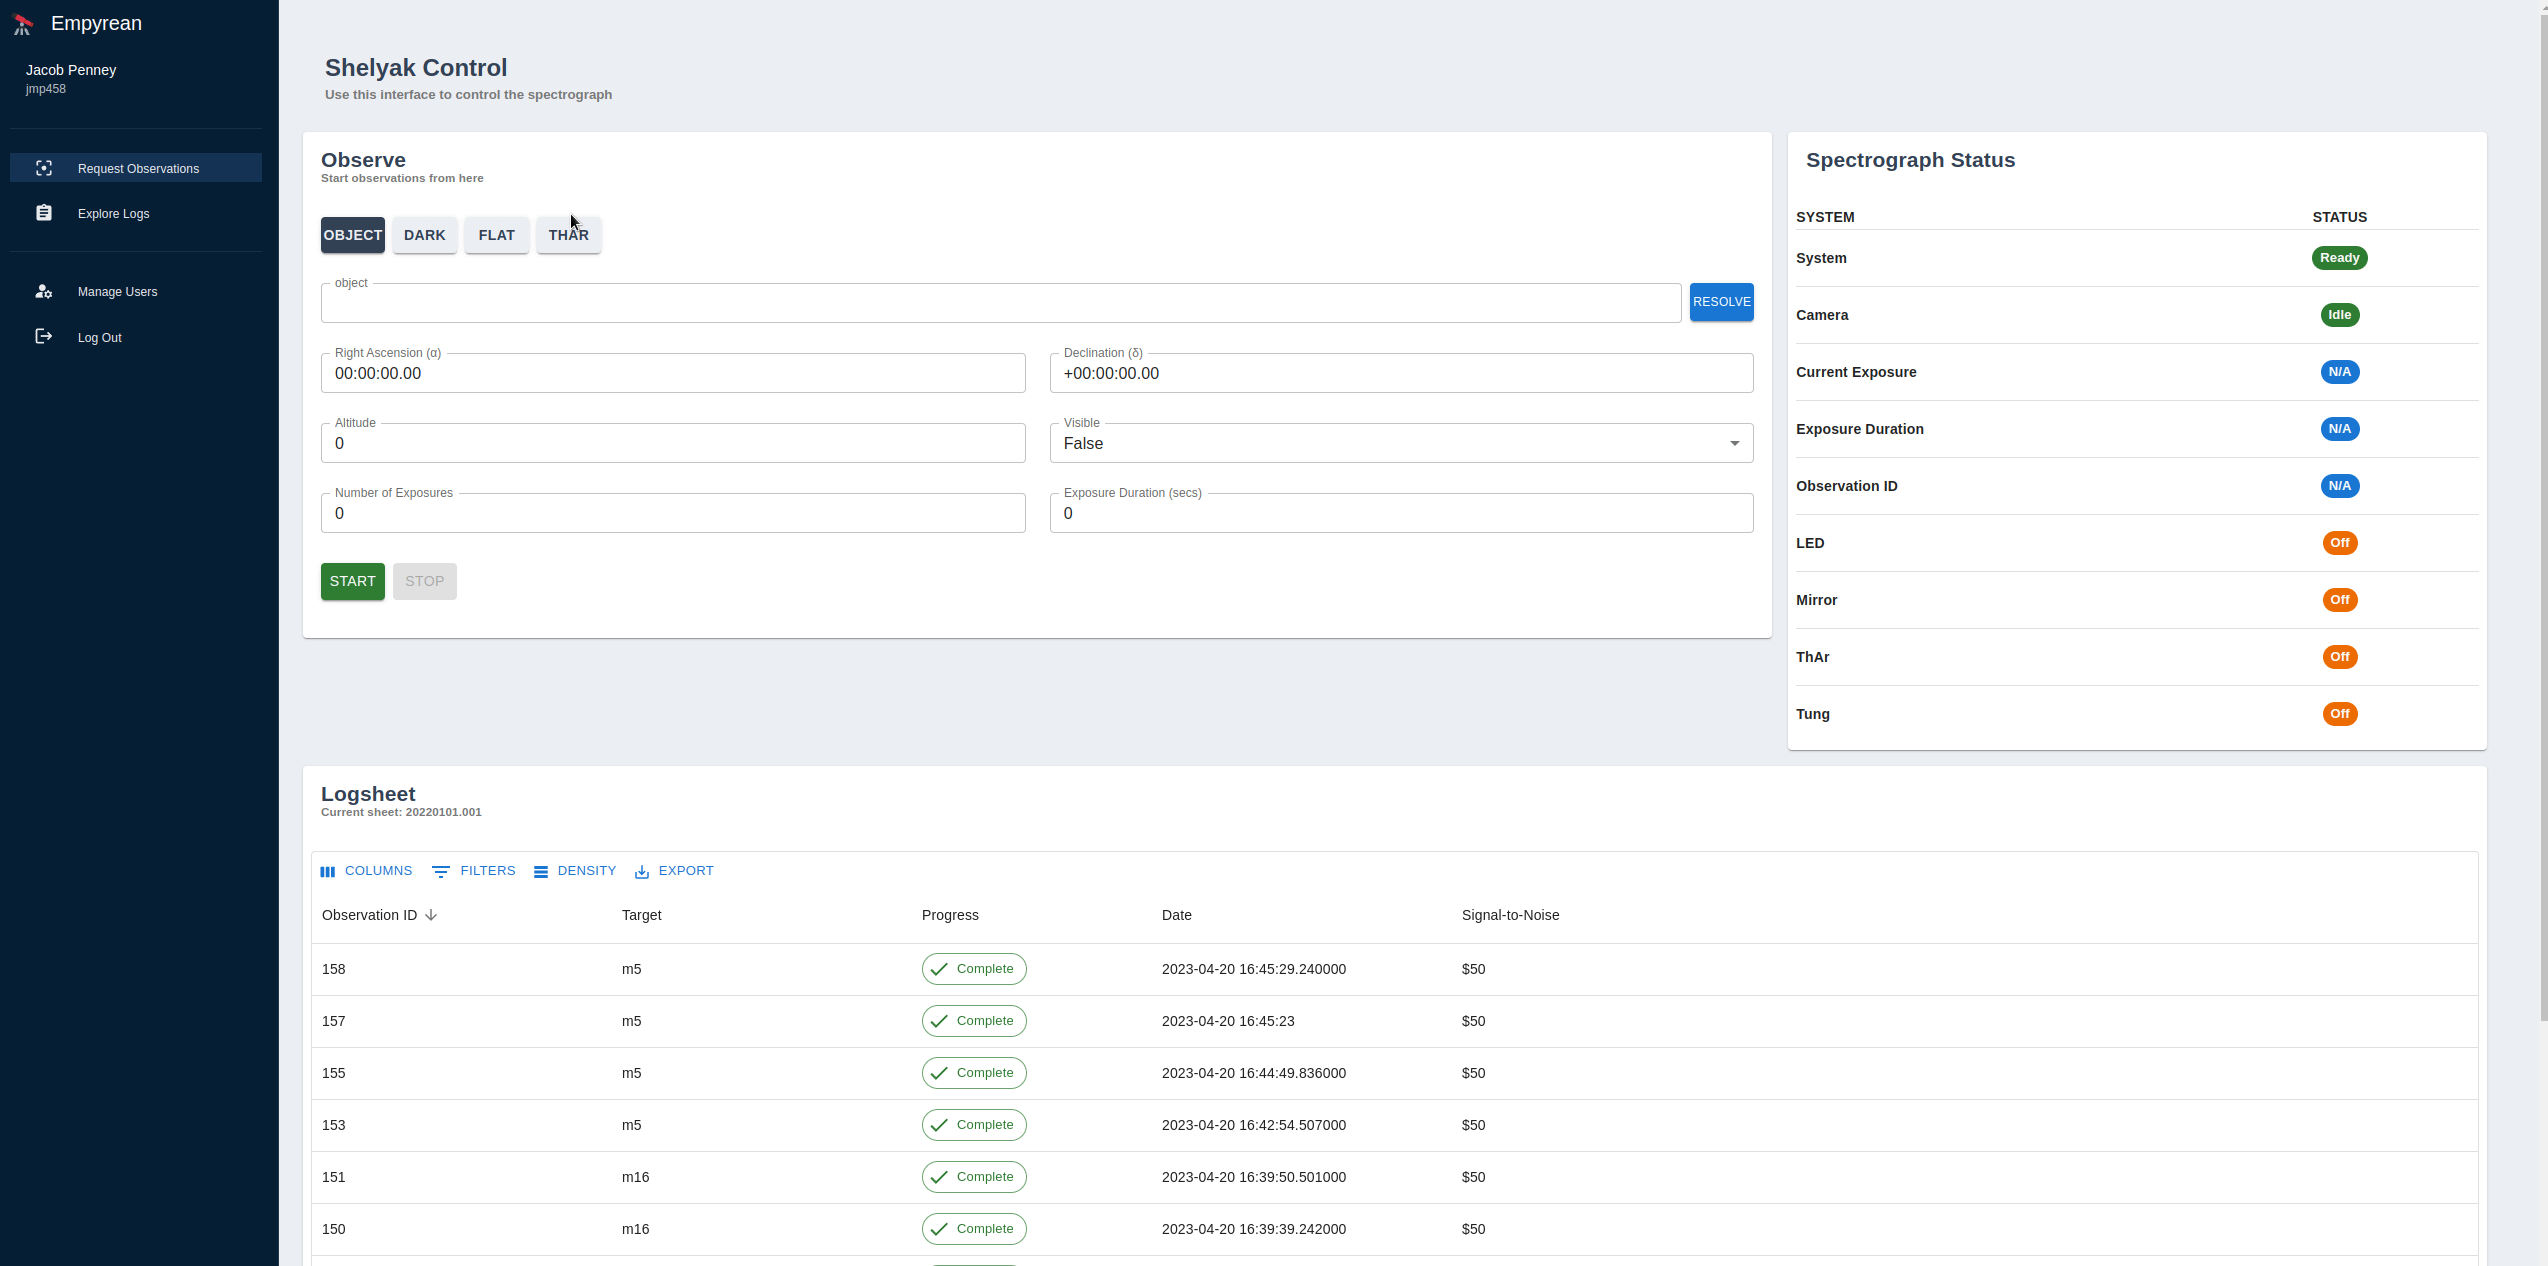 Empyrean
Jacob Penney
jmp458
Request Observations
Explore Logs
Manage Users
Log Out
Shelyak Control
Use this interface to control the spectrograph
Observe
Start observations from here
OBJECT DARK FLAT THAR
object
RESOLVE
Right Ascension (α) Declination (δ)
00:00:00.00 +00:00:00.00
Altitude Visible
0 False
Number of Exposures Exposure Duration (secs)
0 0
START STOP
Spectrograph Status
SYSTEM STATUS
System Ready
Camera Idle
Current Exposure N/A
Exposure Duration N/A
Observation ID N/A
LED Off
Mirror Off
ThAr Off
Tung Off
Logsheet
Current sheet: 20220101.001
COLUMNS FILTERS DENSITY EXPORT
Observation ID Target Progress Date Signal-to-Noise
158 m5 Complete 2023-04-20 16:45:29.240000 $50
157 m5 Complete 2023-04-20 16:45:23 $50
155 m5 Complete 2023-04-20 16:44:49.836000 $50
153 m5 Complete 2023-04-20 16:42:54.507000 $50
151 m16 Complete 2023-04-20 16:39:50.501000 $50
150 m16 Complete 2023-04-20 16:39:39.242000 $50